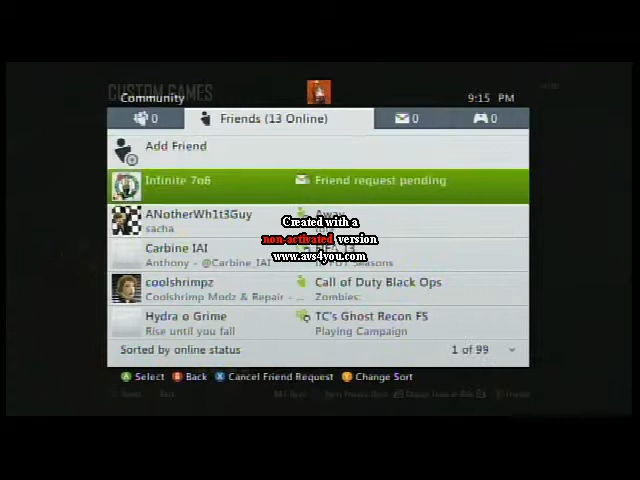 CUSTOM GAMES
Community
9:15 PM
0
Friends (13 Online)
0
0
Add Friend
Infinite 7o6
Friend request pending
ANotherWh1t3Guy
Away
sacha
Created with a
non-activated version
www.avs4you.com
Carbine IAI
Anthony - @Carbine_IAI
Seasons
coolshrimpz
Call of Duty Black Ops
Coolshrimp Modz & Repair - ...
Zombies:
Hydra o Grime
TC's Ghost Recon FS
Rise until you fall
Playing Campaign
Sorted by online status
1 of 99
A Select B Back X Cancel Friend Request Y Change Sort